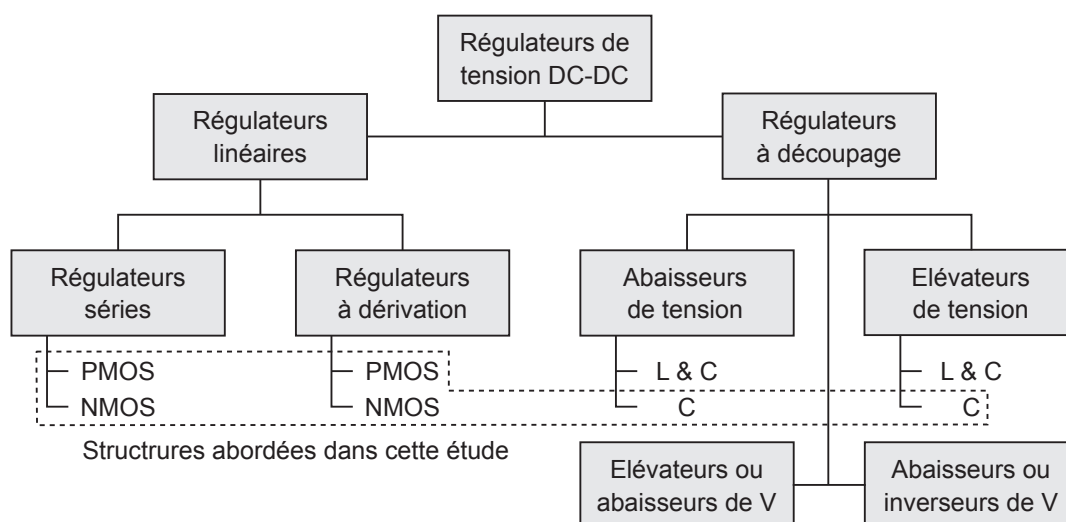 Régulateurs de
tension DC-DC
Régulateurs
linéaires
Régulateurs
à découpage
Régulateurs
séries
Régulateurs
à dérivation
Abaisseurs
de tension
Elévateurs
de tension
PMOS
PMOS
L & C
L & C
NMOS
NMOS
C
C
Structrures abordées dans cette étude
Elévateurs ou
abaisseurs de V
Abaisseurs ou
inverseurs de V